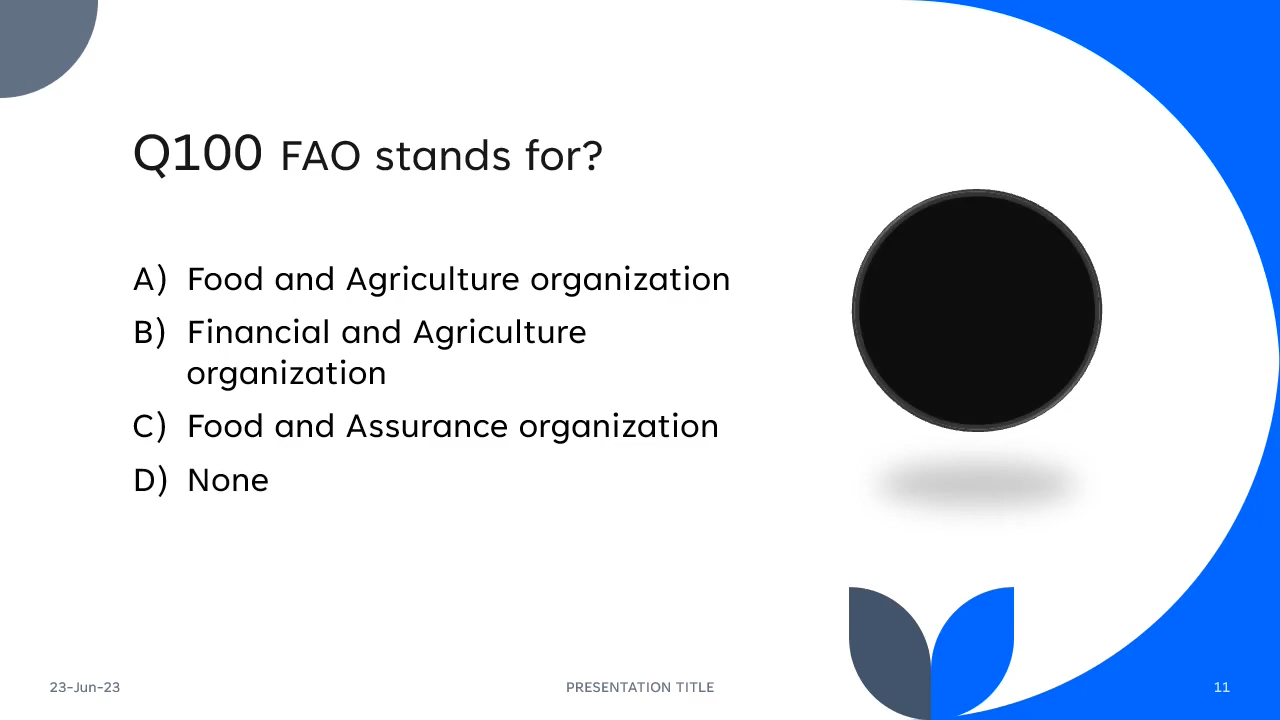 Q100 FAO stands for?
A) Food and Agriculture organization
B) Financial and Agriculture
organization
C) Food and Assurance organization
D) None
23-Jun-23
PRESENTATION TITLE
11